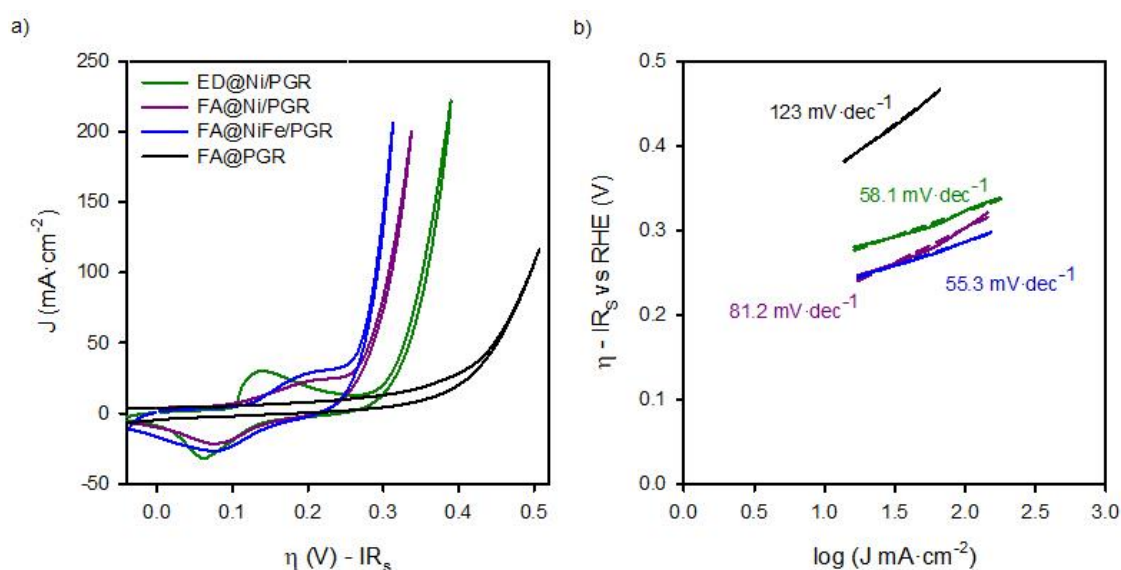 a)
250
200
150
100
50
0
-50
J (mA·cm⁻²)
ED@Ni/PGR
FA@Ni/PGR
FA@NiFe/PGR
FA@PGR
0.0 0.1 0.2 0.3 0.4 0.5
η (V) - IRₛ
b)
0.5
0.4
0.3
0.2
0.1
0.0
η - IRₛ vs RHE (V)
123 mV·dec⁻¹
58.1 mV·dec⁻¹
55.3 mV·dec⁻¹
81.2 mV·dec⁻¹
0.0 0.5 1.0 1.5 2.0 2.5 3.0
log (J mA·cm⁻²)